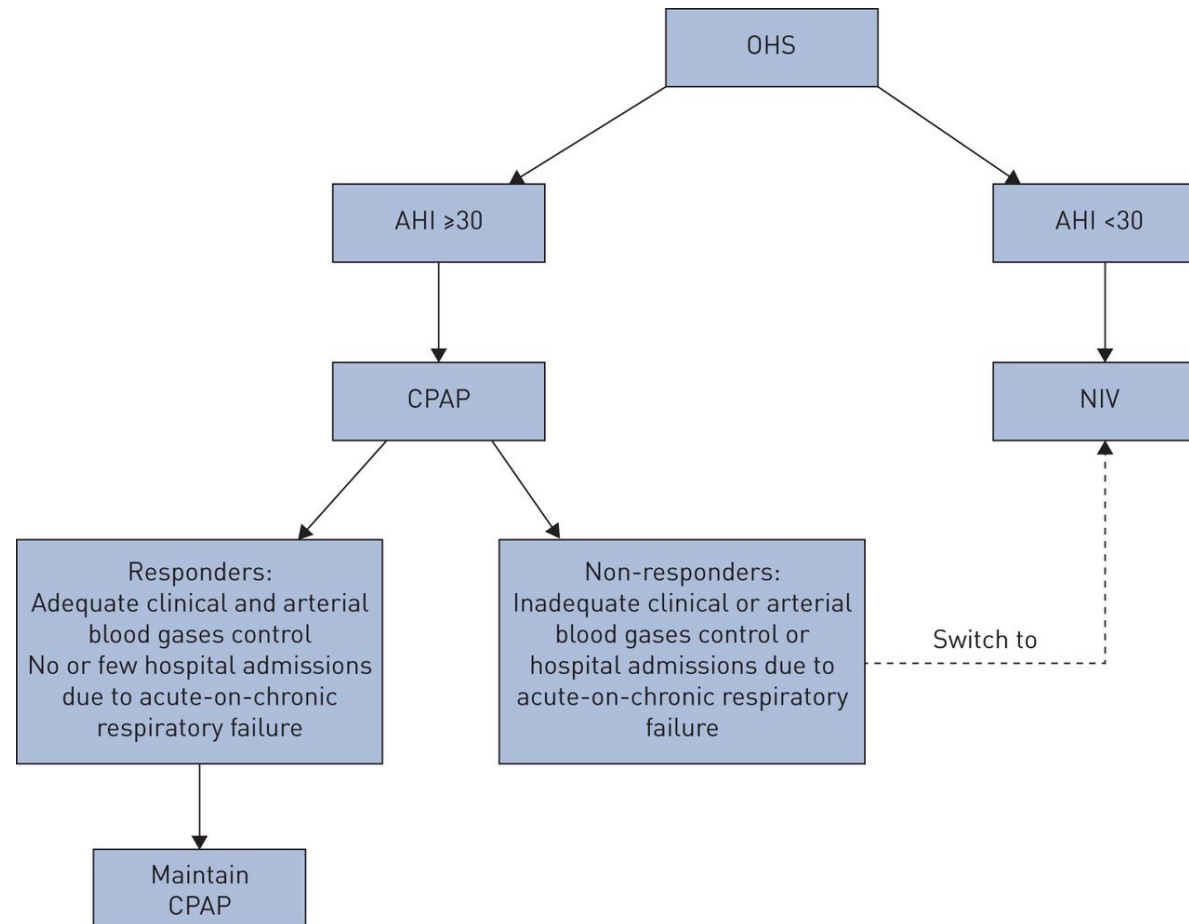 OHS
AHI ⩾30
AHI <30
CPAP
NIV
Responders:
Adequate clinical and arterial
blood gases control
No or few hospital admissions
due to acute-on-chronic
respiratory failure
Non-responders:
Inadequate clinical or arterial
blood gases control or
hospital admissions due to
acute-on-chronic respiratory
failure
Switch to
Maintain
CPAP